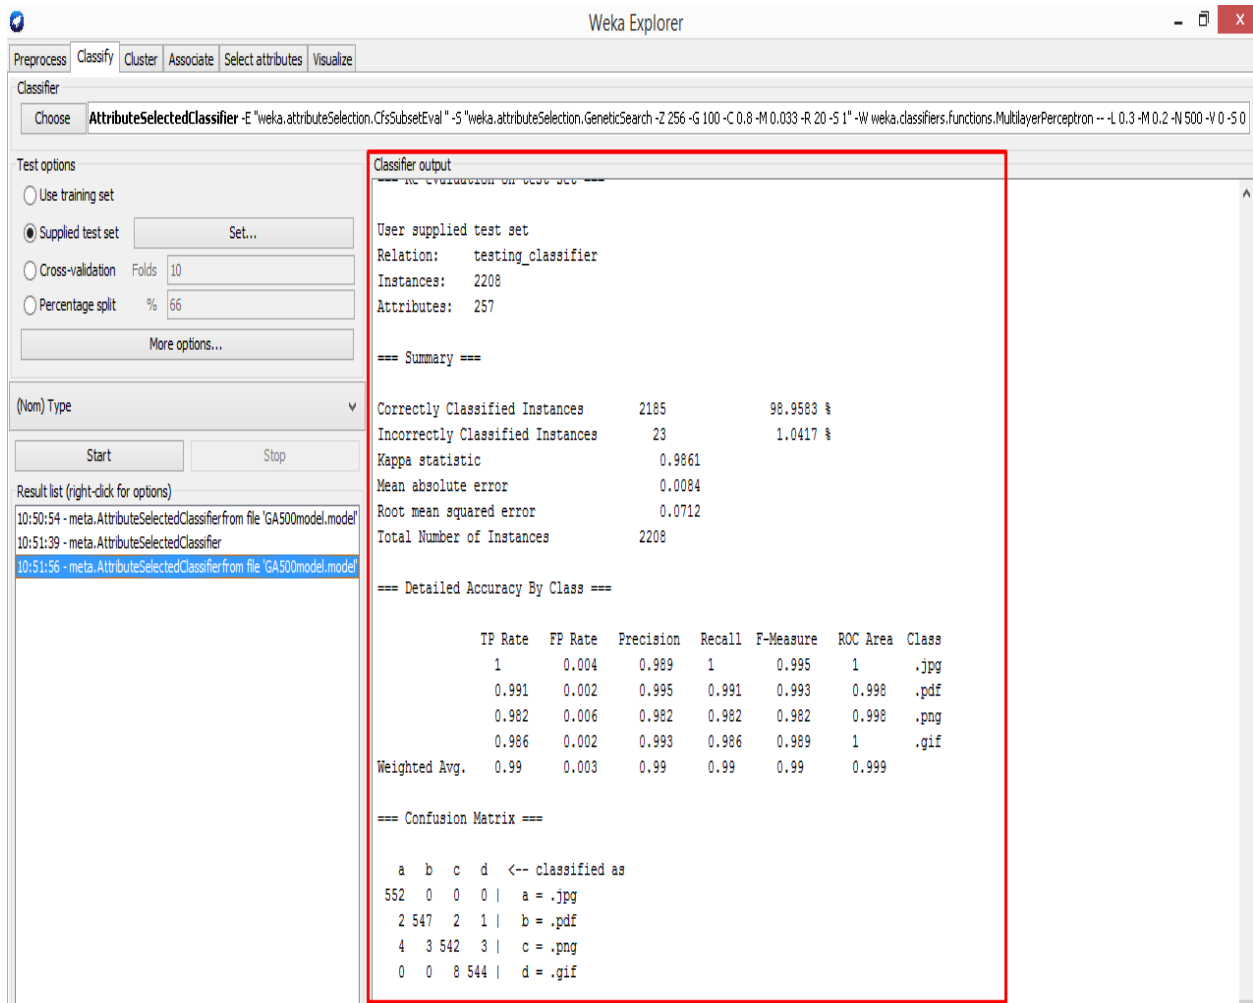 Weka Explorer
Preprocess Classify Cluster Associate Select attributes Visualize
Classifier
Choose AttributeSelectedClassifier -E "weka.attributeSelection.CfsSubsetEval " -S "weka.attributeSelection.GeneticSearch -Z 256 -G 100 -C 0.8 -M 0.033 -R 20 -S 1" -W weka.classifiers.functions.MultilayerPerceptron -- -L 0.3 -M 0.2 -N 500 -V 0 -S 0
Test options
Use training set
Supplied test set Set...
Cross-validation Folds 10
Percentage split % 66
More options...
(Nom) Type
Start Stop
Result list (right-click for options)
10:50:54 - meta.AttributeSelectedClassifierfrom file 'GA500model.model'
10:51:39 - meta.AttributeSelectedClassifier
10:51:56 - meta.AttributeSelectedClassifierfrom file 'GA500model.model'
Classifier output
=== Re-evaluation on test set ===
User supplied test set
Relation: testing_classifier
Instances: 2208
Attributes: 257
=== Summary ===
Correctly Classified Instances 2185 98.9583 %
Incorrectly Classified Instances 23 1.0417 %
Kappa statistic 0.9861
Mean absolute error 0.0084
Root mean squared error 0.0712
Total Number of Instances 2208
=== Detailed Accuracy By Class ===
TP Rate FP Rate Precision Recall F-Measure ROC Area Class
1 0.004 0.989 1 0.995 1 .jpg
0.991 0.002 0.995 0.991 0.993 0.998 .pdf
0.982 0.006 0.982 0.982 0.982 0.998 .png
0.986 0.002 0.993 0.986 0.989 1 .gif
Weighted Avg. 0.99 0.003 0.99 0.99 0.99 0.999
=== Confusion Matrix ===
a b c d <-- classified as
552 0 0 0 | a = .jpg
2 547 2 1 | b = .pdf
4 3 542 3 | c = .png
0 0 8 544 | d = .gif